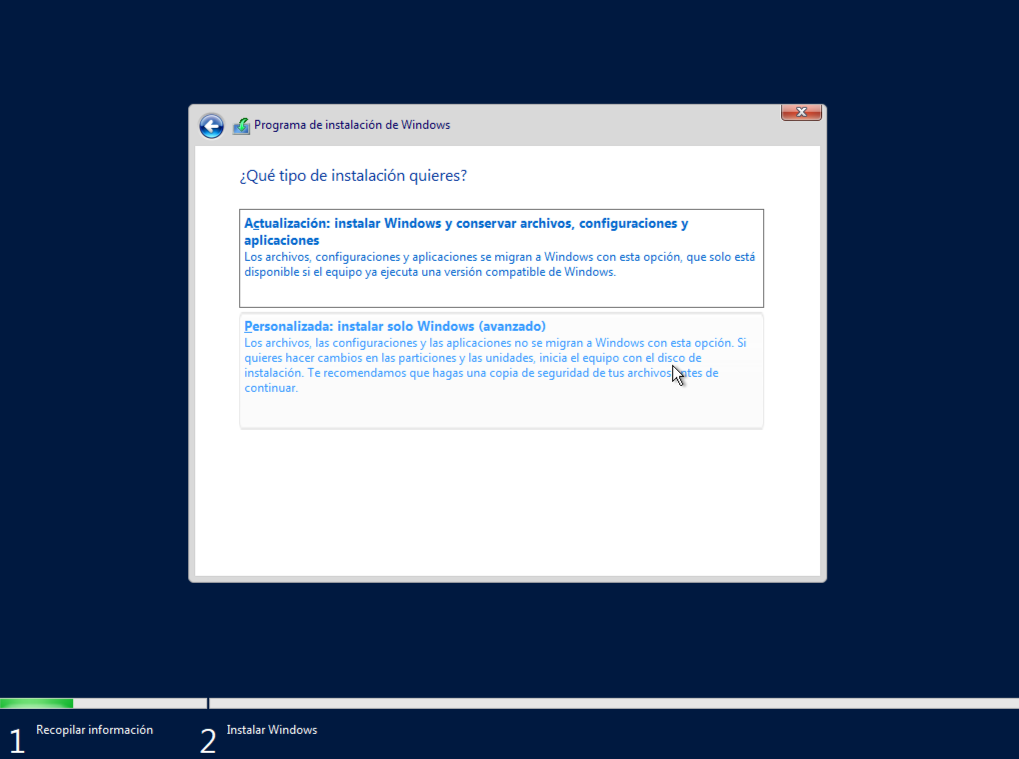 Programa de instalación de Windows
¿Qué tipo de instalación quieres?
Actualización: instalar Windows y conservar archivos, configuraciones y
aplicaciones
Los archivos, configuraciones y aplicaciones se migran a Windows con esta opción, que solo está
disponible si el equipo ya ejecuta una versión compatible de Windows.
Personalizada: instalar solo Windows (avanzado)
Los archivos, las configuraciones y las aplicaciones no se migran a Windows con esta opción. Si
quieres hacer cambios en las particiones y las unidades, inicia el equipo con el disco de
instalación. Te recomendamos que hagas una copia de seguridad de tus archivos antes de
continuar.
1 Recopilar información
2 Instalar Windows